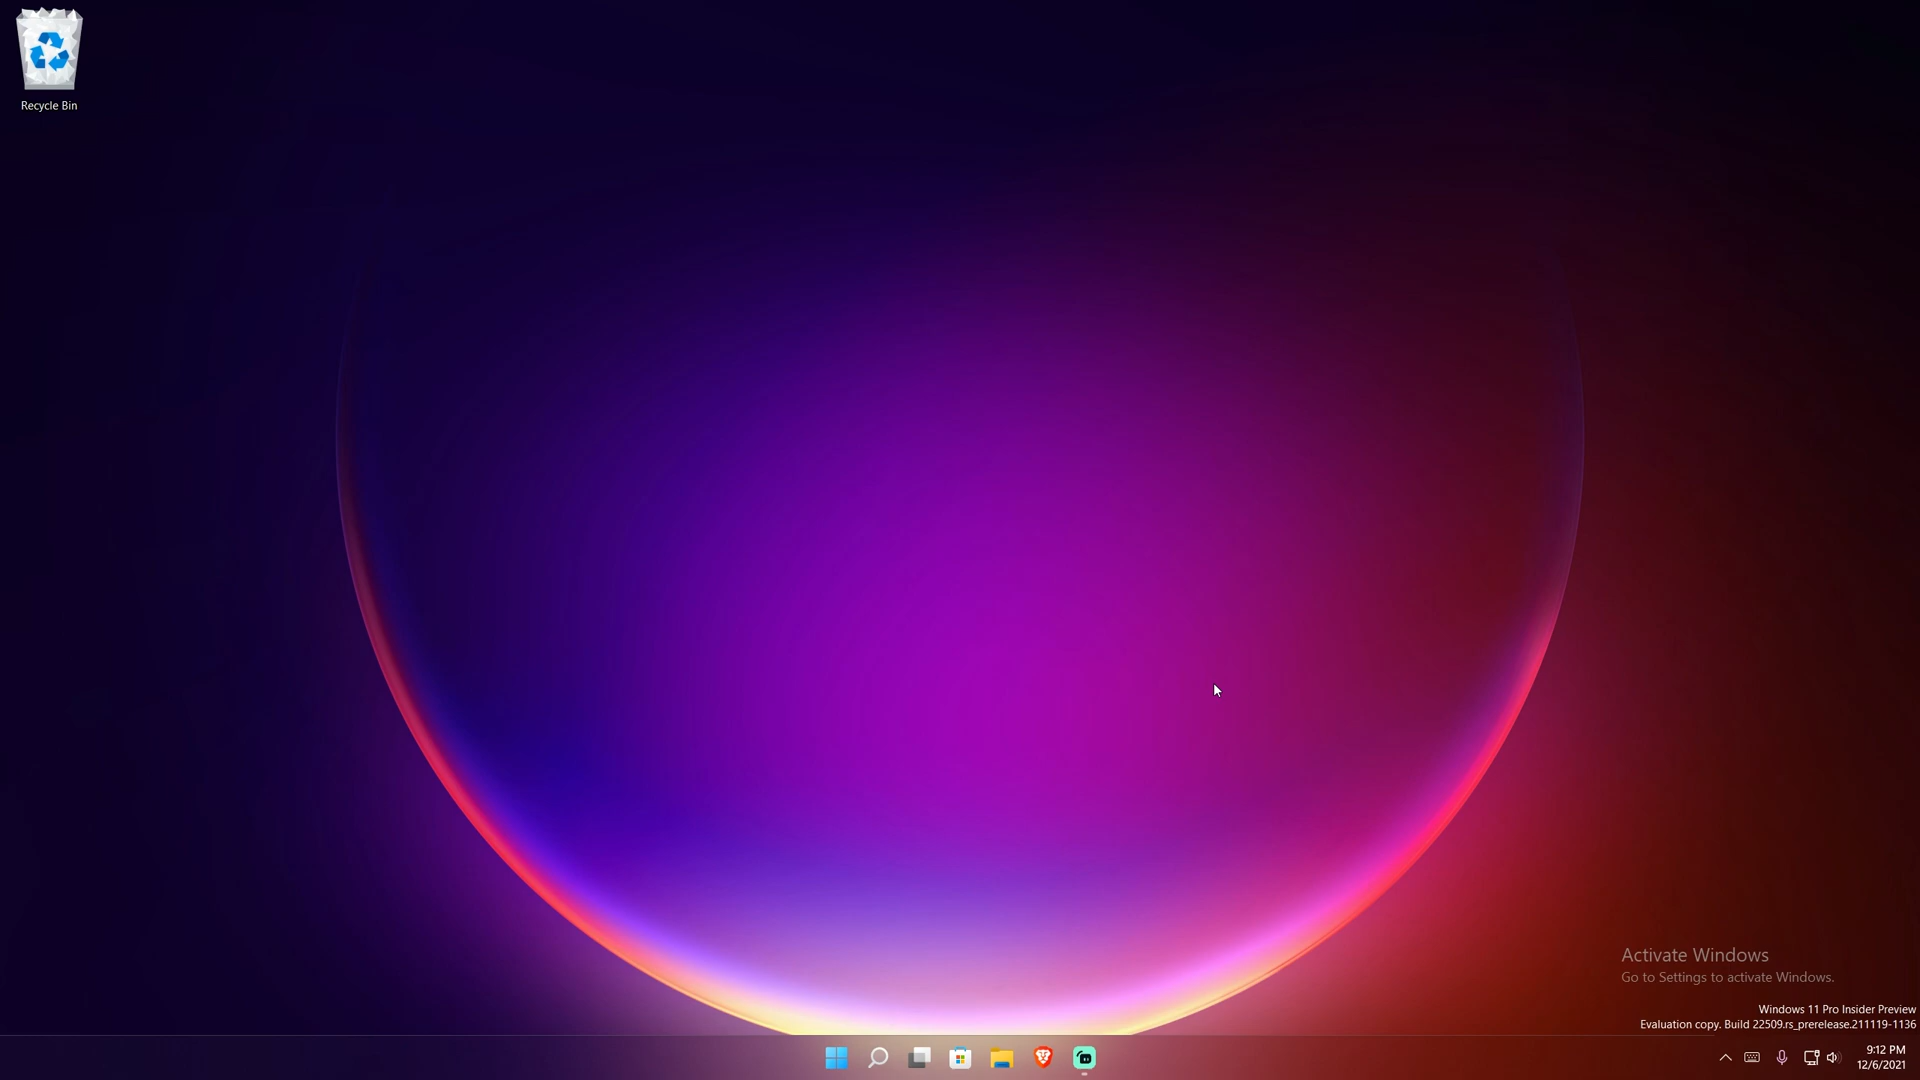 Recycle Bin
Activate Windows
Go to Settings to activate Windows.
Windows 11 Pro Insider Preview
Evaluation copy. Build 22509.rs_prerelease.211119-1136
9:12 PM
12/6/2021